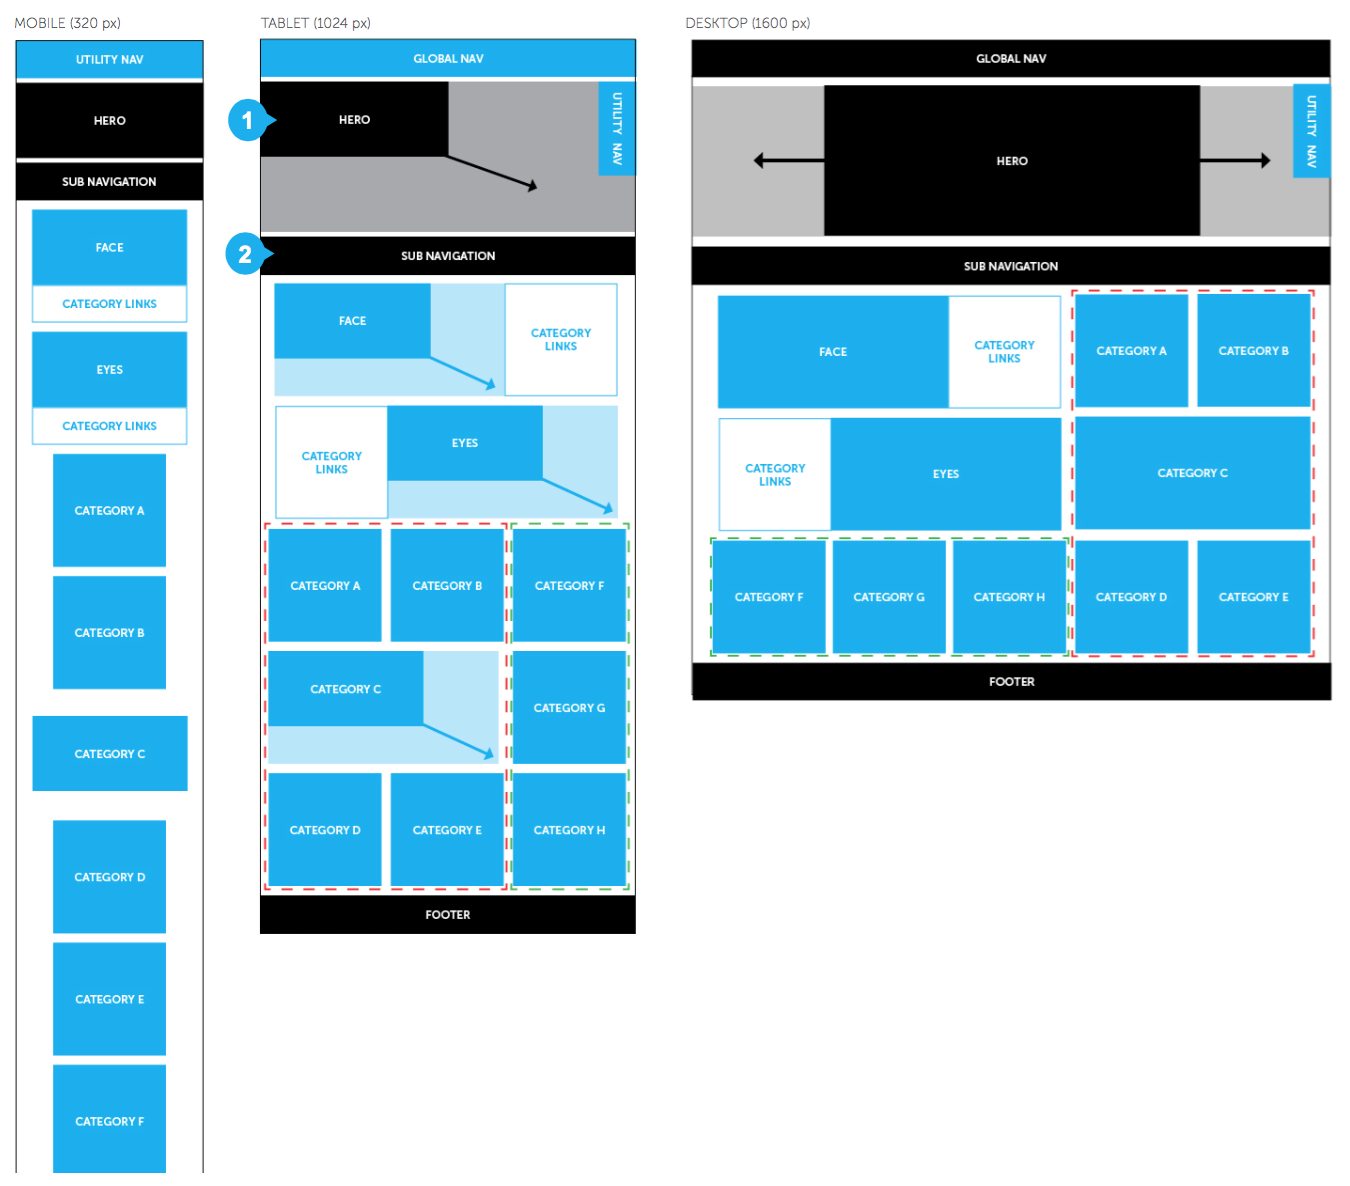 MOBILE (320 px)
UTILITY NAV
HERO
SUB NAVIGATION
FACE
CATEGORY LINKS
EYES
CATEGORY LINKS
CATEGORY A
CATEGORY B
CATEGORY C
CATEGORY D
CATEGORY E
CATEGORY F
TABLET (1024 px)
GLOBAL NAV
1
HERO
UTILITY NAV
2
SUB NAVIGATION
FACE
CATEGORY
LINKS
CATEGORY
LINKS
EYES
CATEGORY A
CATEGORY B
CATEGORY F
CATEGORY C
CATEGORY G
CATEGORY D
CATEGORY E
CATEGORY H
FOOTER
DESKTOP (1600 px)
GLOBAL NAV
HERO
UTILITY NAV
SUB NAVIGATION
FACE
CATEGORY
LINKS
CATEGORY A
CATEGORY B
CATEGORY
LINKS
EYES
CATEGORY C
CATEGORY F
CATEGORY G
CATEGORY H
CATEGORY D
CATEGORY E
FOOTER